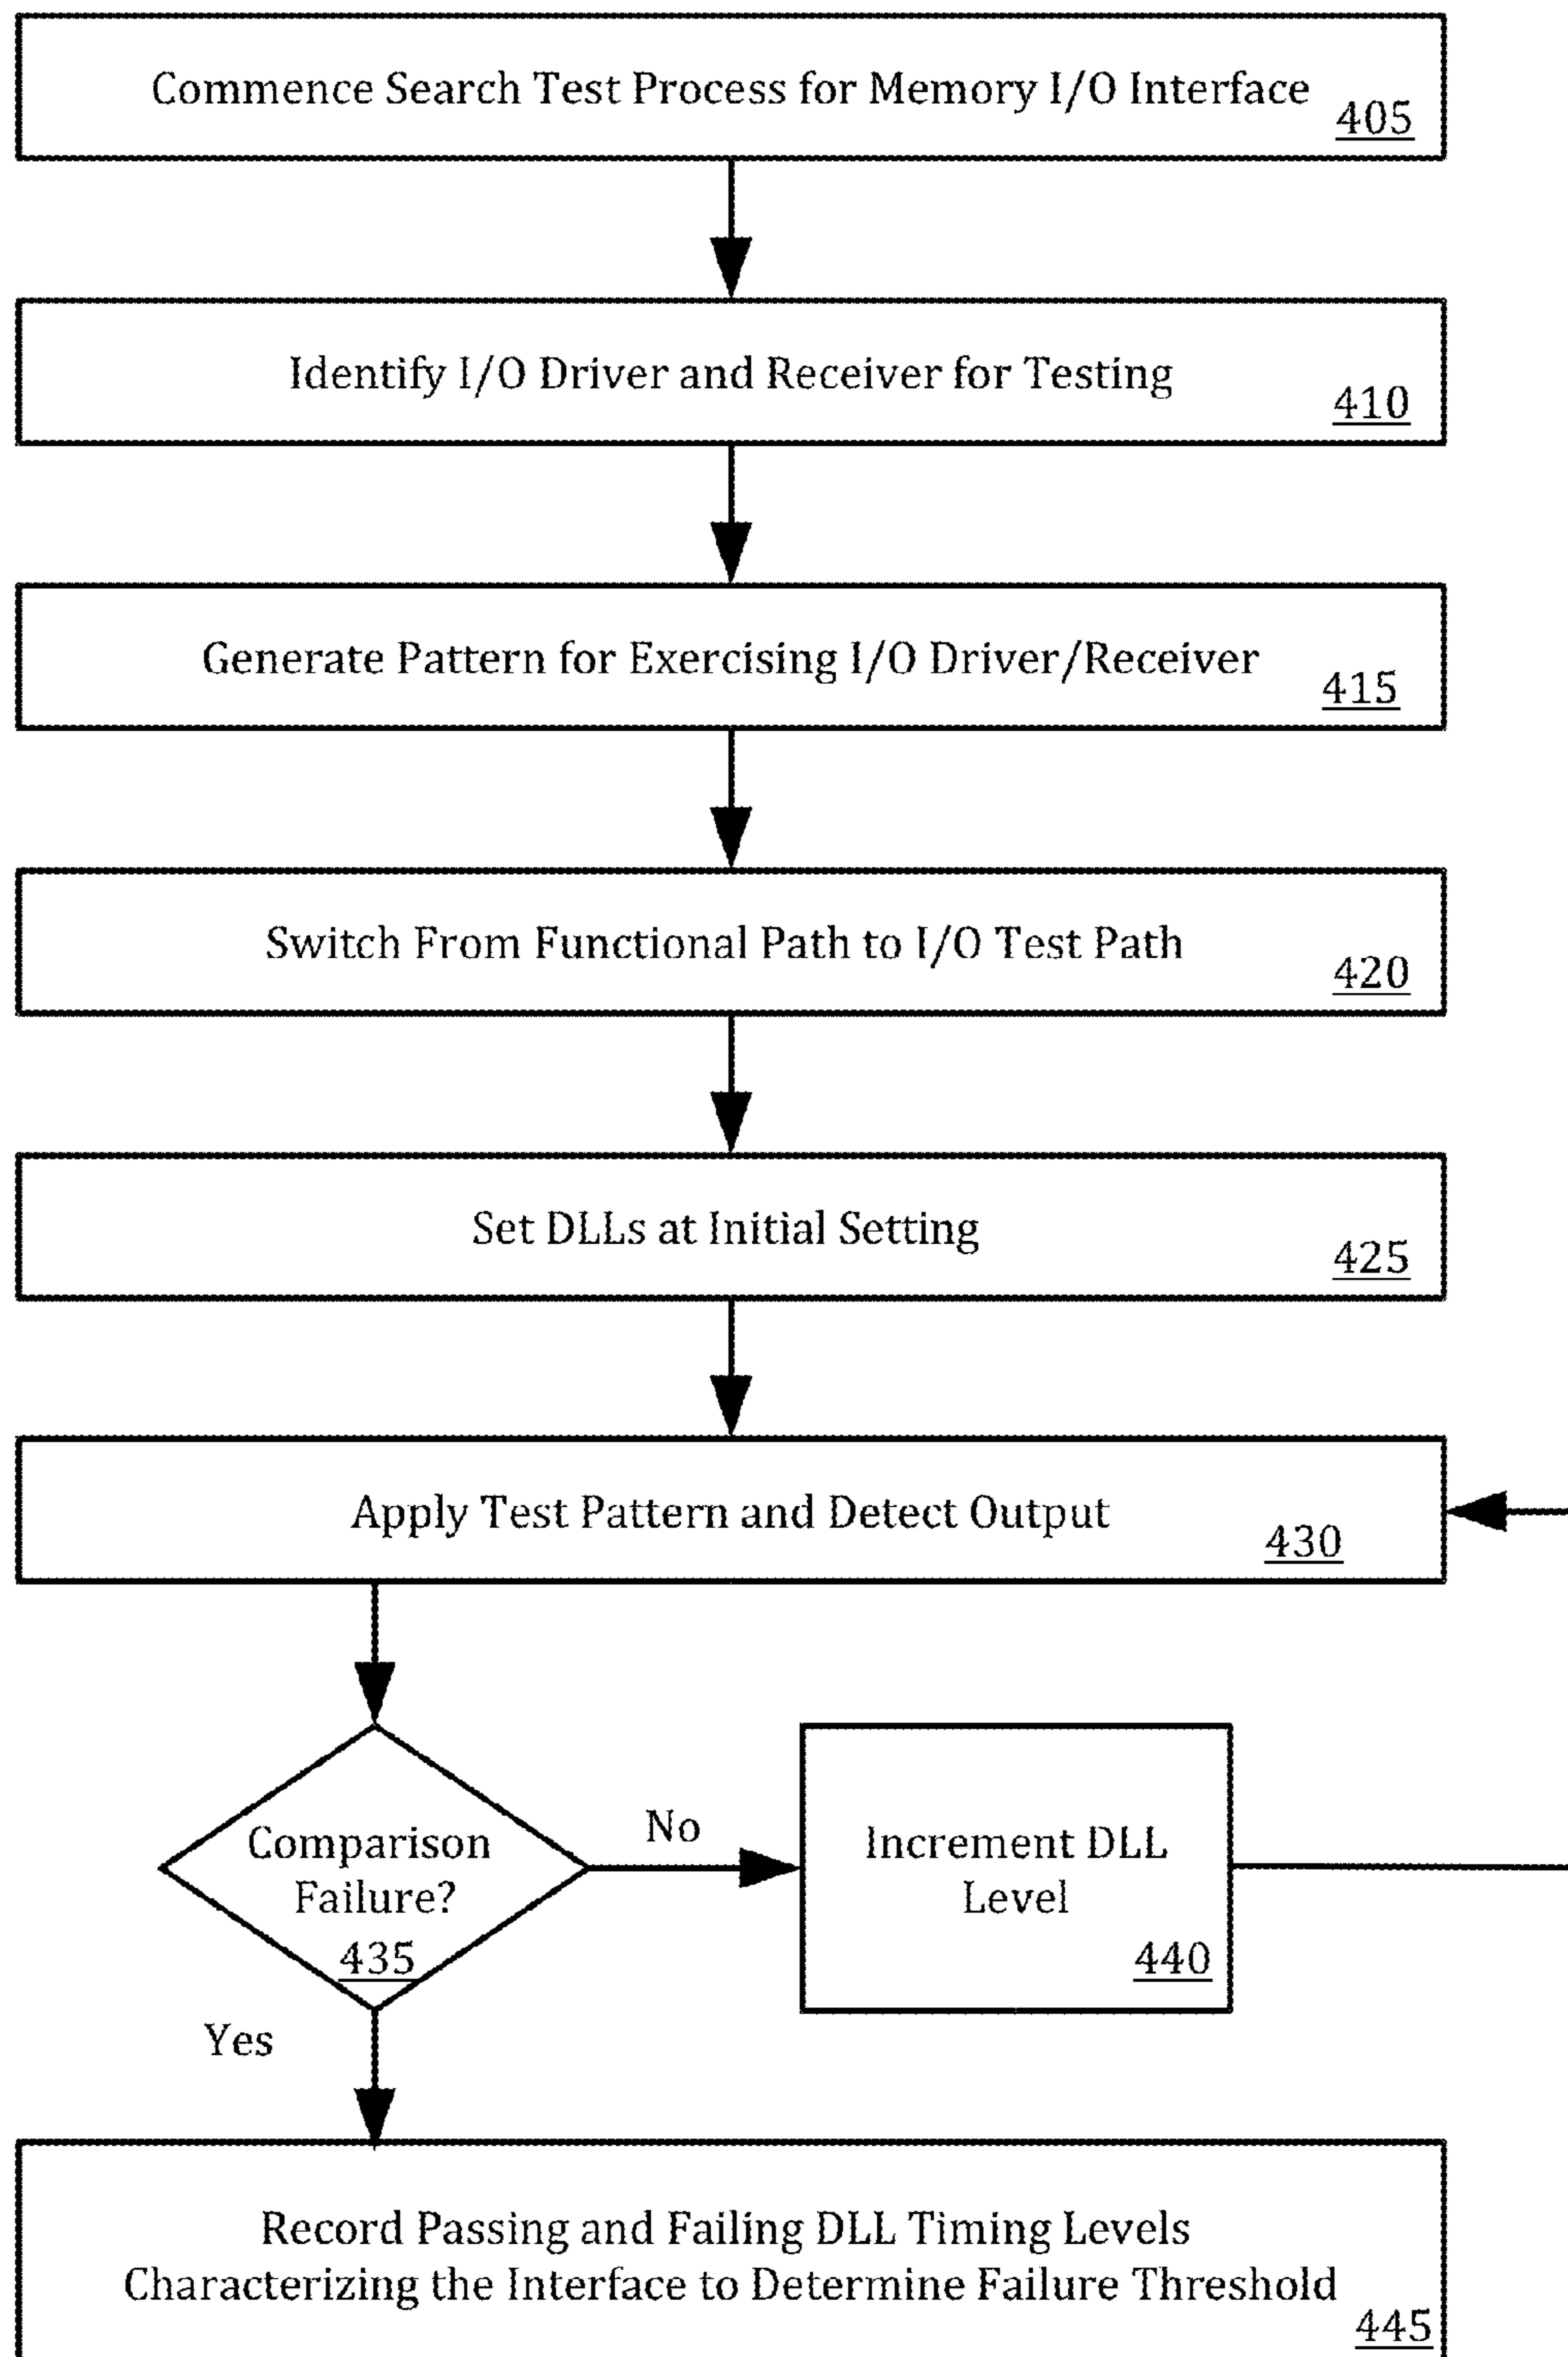 Commence Search Test Process for Memory I/O Interface
405
Identify I/O Driver and Receiver for Testing
410
Generate Pattern for Exercising I/O Driver/Receiver
415
Switch From Functional Path to I/O Test Path
420
Set DLLs at Initial Setting
425
Apply Test Pattern and Detect Output
430
Comparison
Failure?
435
No
Increment DLL
Level
440
Yes
Record Passing and Failing DLL Timing Levels
Characterizing the Interface to Determine Failure Threshold
445